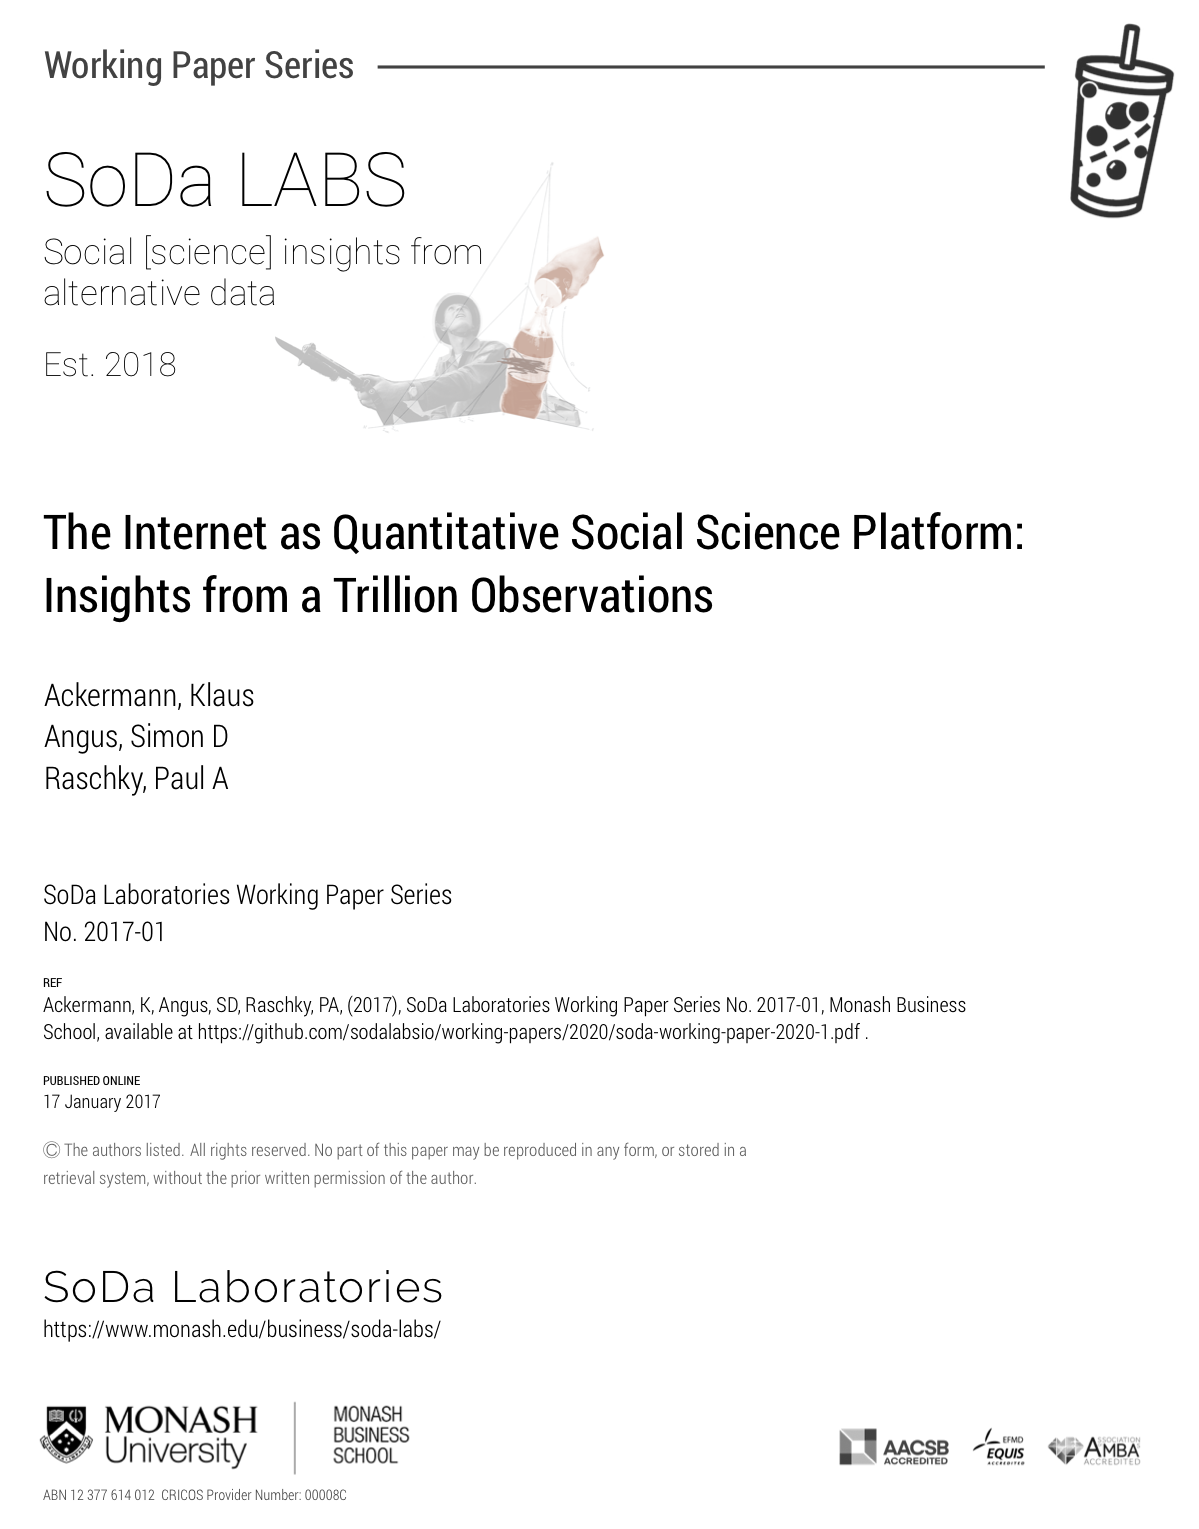 Working Paper Series
SoDa LABS
Social [science] insights from
alternative data
Est. 2018
The Internet as Quantitative Social Science Platform:
Insights from a Trillion Observations
Ackermann, Klaus
Angus, Simon D
Raschky, Paul A
SoDa Laboratories Working Paper Series
No. 2017-01
REF
Ackermann, K, Angus, SD, Raschky, PA, (2017), SoDa Laboratories Working Paper Series No. 2017-01, Monash Business
School, available at https://github.com/sodalabsio/working-papers/2020/soda-working-paper-2020-1.pdf .
PUBLISHED ONLINE
17 January 2017
© The authors listed. All rights reserved. No part of this paper may be reproduced in any form, or stored in a
retrieval system, without the prior written permission of the author.
SoDa Laboratories
https://www.monash.edu/business/soda-labs/
MONASH
University
MONASH
BUSINESS
SCHOOL
AACSB
ACCREDITED
EFMD
EQUIS
ACCREDITED
ASSOCIATION
AMBA
ACCREDITED
ABN 12 377 614 012 CRICOS Provider Number: 00008C